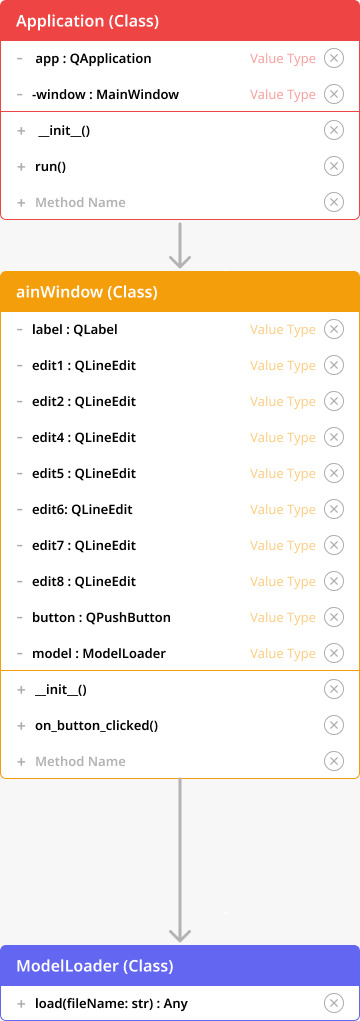 Application (Class)
- app : QApplication Value Type
- -window : MainWindow Value Type
+ __init__()
+ run()
+ Method Name
ainWindow (Class)
- label : QLabel Value Type
- edit1 : QLineEdit Value Type
- edit2 : QLineEdit Value Type
- edit4 : QLineEdit Value Type
- edit5 : QLineEdit Value Type
- edit6: QLineEdit Value Type
- edit7 : QLineEdit Value Type
- edit8 : QLineEdit Value Type
- button : QPushButton Value Type
- model : ModelLoader Value Type
+ __init__()
+ on_button_clicked()
+ Method Name
ModelLoader (Class)
+ load(fileName: str) : Any